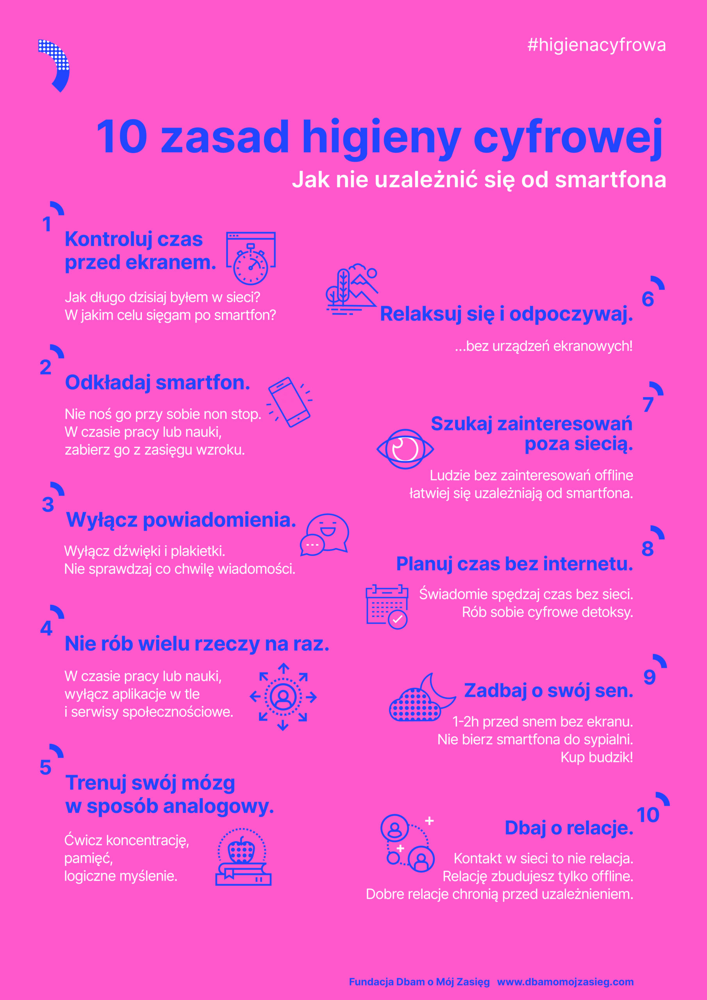 #higienacyfrowa
10 zasad higieny cyfrowej
Jak nie uzależnić się od smartfona
1
Kontroluj czas
przed ekranem.
Jak długo dzisiaj byłem w sieci?
W jakim celu sięgam po smartfon?
2
Odkładaj smartfon.
Nie noś go przy sobie non stop.
W czasie pracy lub nauki,
zabierz go z zasięgu wzroku.
3
Wyłącz powiadomienia.
Wyłącz dźwięki i plakietki.
Nie sprawdzaj co chwilę wiadomości.
4
Nie rób wielu rzeczy na raz.
W czasie pracy lub nauki,
wyłącz aplikacje w tle
i serwisy społecznościowe.
5
Trenuj swój mózg
w sposób analogowy.
Ćwicz koncentrację,
pamięć,
logiczne myślenie.
6
Relaksuj się i odpoczywaj.
...bez urządzeń ekranowych!
7
Szukaj zainteresowań
poza siecią.
Ludzie bez zainteresowań offline
łatwiej się uzależniają od smartfona.
8
Planuj czas bez internetu.
Świadomie spędzaj czas bez sieci.
Rób sobie cyfrowe detoksy.
9
Zadbaj o swój sen.
1-2h przed snem bez ekranu.
Nie bierz smartfona do sypialni.
Kup budzik!
10
Dbaj o relacje.
Kontakt w sieci to nie relacja.
Relację zbudujesz tylko offline.
Dobre relacje chronią przed uzależnieniem.
Fundacja Dbam o Mój Zasięg www.dbamomojzasieg.com